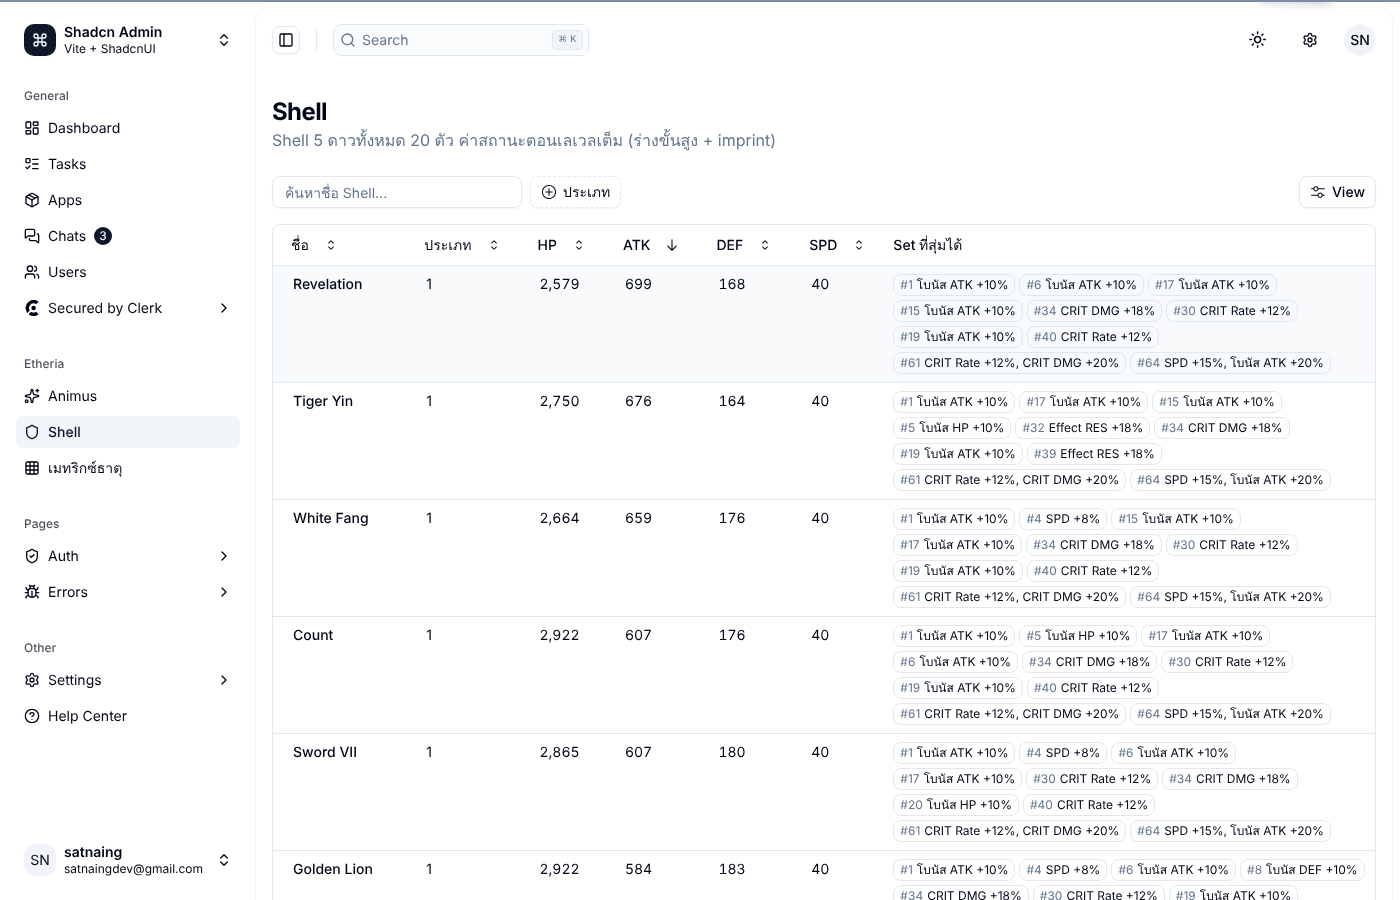 Shadcn Admin
Vite + ShadcnUI
General
Dashboard
Tasks
Apps
Chats 3
Users
Secured by Clerk
Etheria
Animus
Shell
เมทริกซ์ธาตุ
Pages
Auth
Errors
Other
Settings
Help Center
SN
satnaing
satnaingdev@gmail.com
Search ⌘ K
SN
Shell
Shell 5 ดาวทั้งหมด 20 ตัว ค่าสถานะตอนเลเวลเต็ม (ร่างขั้นสูง + imprint)
ค้นหาชื่อ Shell...
ประเภท
View
ชื่อ ประเภท HP ATK DEF SPD Set ที่สุ่มได้
Revelation 1 2,579 699 168 40 #1 โบนัส ATK +10% #6 โบนัส ATK +10% #17 โบนัส ATK +10%
#15 โบนัส ATK +10% #34 CRIT DMG +18% #30 CRIT Rate +12%
#19 โบนัส ATK +10% #40 CRIT Rate +12%
#61 CRIT Rate +12%, CRIT DMG +20% #64 SPD +15%, โบนัส ATK +20%
Tiger Yin 1 2,750 676 164 40 #1 โบนัส ATK +10% #17 โบนัส ATK +10% #15 โบนัส ATK +10%
#5 โบนัส HP +10% #32 Effect RES +18% #34 CRIT DMG +18%
#19 โบนัส ATK +10% #39 Effect RES +18%
#61 CRIT Rate +12%, CRIT DMG +20% #64 SPD +15%, โบนัส ATK +20%
White Fang 1 2,664 659 176 40 #1 โบนัส ATK +10% #4 SPD +8% #15 โบนัส ATK +10%
#17 โบนัส ATK +10% #34 CRIT DMG +18% #30 CRIT Rate +12%
#19 โบนัส ATK +10% #40 CRIT Rate +12%
#61 CRIT Rate +12%, CRIT DMG +20% #64 SPD +15%, โบนัส ATK +20%
Count 1 2,922 607 176 40 #1 โบนัส ATK +10% #5 โบนัส HP +10% #17 โบนัส ATK +10%
#6 โบนัส ATK +10% #34 CRIT DMG +18% #30 CRIT Rate +12%
#19 โบนัส ATK +10% #40 CRIT Rate +12%
#61 CRIT Rate +12%, CRIT DMG +20% #64 SPD +15%, โบนัส ATK +20%
Sword VII 1 2,865 607 180 40 #1 โบนัส ATK +10% #4 SPD +8% #6 โบนัส ATK +10%
#17 โบนัส ATK +10% #30 CRIT Rate +12% #34 CRIT DMG +18%
#20 โบนัส HP +10% #40 CRIT Rate +12%
#61 CRIT Rate +12%, CRIT DMG +20% #64 SPD +15%, โบนัส ATK +20%
Golden Lion 1 2,922 584 183 40 #1 โบนัส ATK +10% #4 SPD +8% #6 โบนัส ATK +10% #8 โบนัส DEF +10%
#34 CRIT DMG +18% #30 CRIT Rate +12% #19 โบนัส ATK +10%